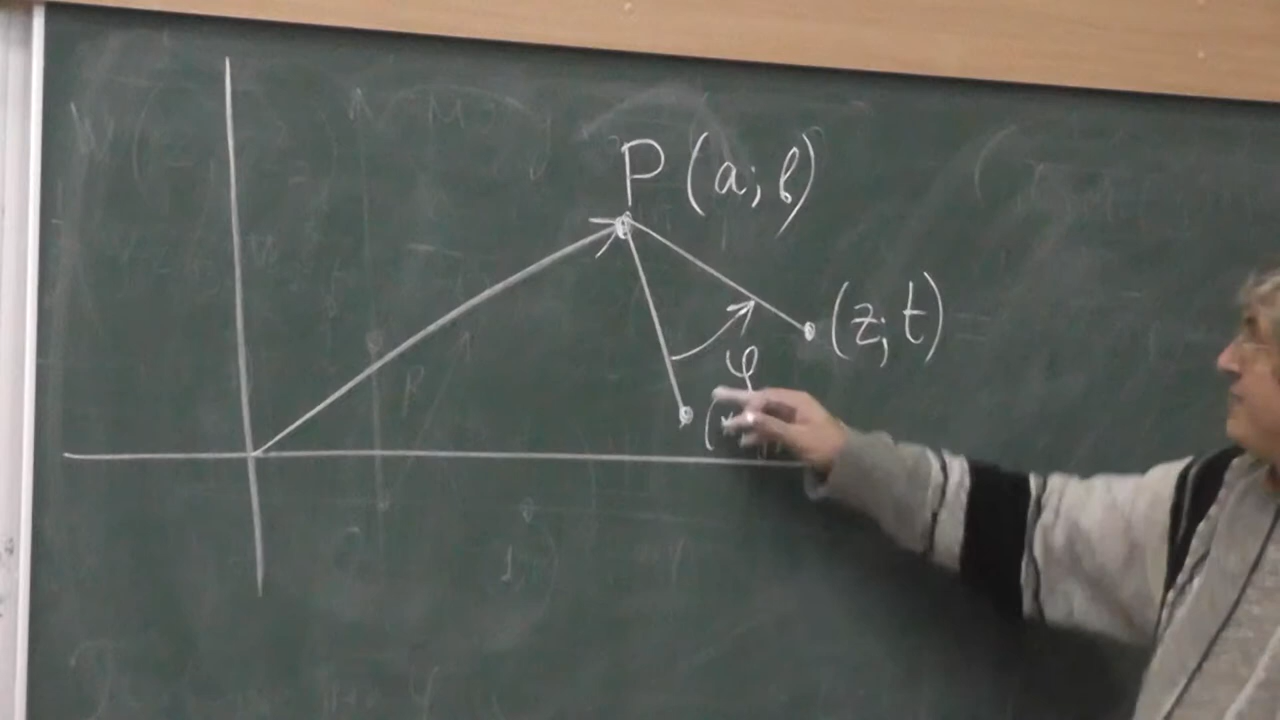 P (a; b)
(z; t)
φ